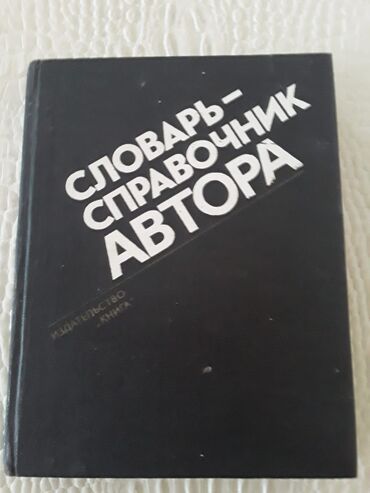 СЛОВАРЬ–
СПРАВОЧНИК
АВТОРА
ИЗДАТЕЛЬСТВО
„КНИГА“